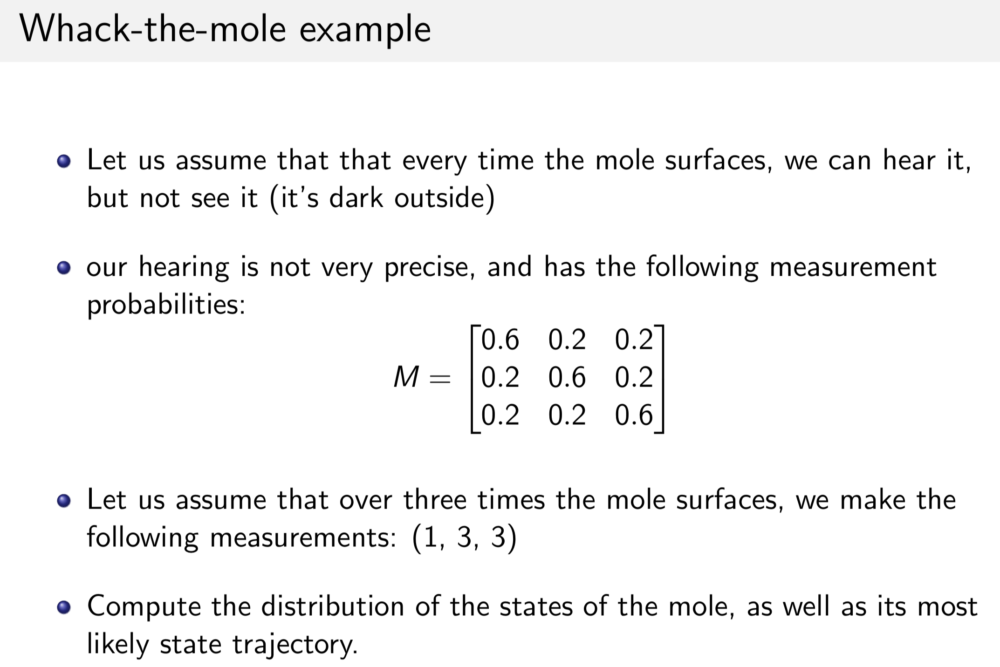 Whack-the-mole example
Let us assume that that every time the mole surfaces, we can hear it,
but not see it (it's dark outside)
our hearing is not very precise, and has the following measurement
probabilities:
M = [0.6 0.2 0.2
0.2 0.6 0.2
0.2 0.2 0.6]
Let us assume that over three times the mole surfaces, we make the
following measurements: (1, 3, 3)
Compute the distribution of the states of the mole, as well as its most
likely state trajectory.